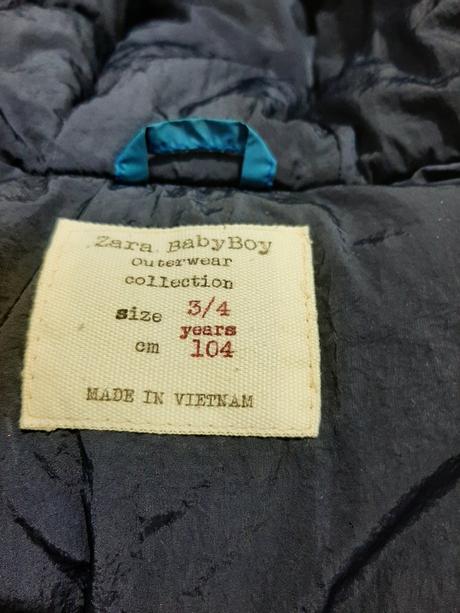 Zara BabyBoy
Outerwear
collection
size 3/4
years
cm 104
MADE IN VIETNAM